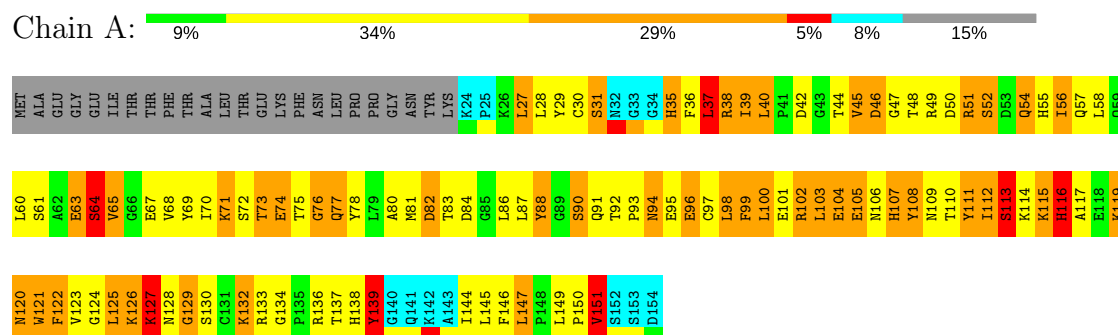 Chain A:
9% 34% 29% 5% 8% 15%
MET ALA GLU GLY GLU ILE THR THR PHE THR ALA LEU THR GLU LYS PHE ASN LEU PRO PRO GLY ASN TYR LYS K24 P25 K26 L27 L28 Y29 C30 S31 N32 G33 G34 H35 F36 L37 R38 I39 L40 P41 D42 G43 T44 V45 D46 G47 T48 R49 D50 R51 S52 D53 Q54 H55 I56 Q57 L58
L60 S61 A62 E63 S64 V65 G66 E67 V68 Y69 I70 K71 S72 T73 E74 T75 G76 Q77 Y78 L79 A80 M81 D82 T83 D84 G85 L86 L87 Y88 G89 S90 Q91 T92 P93 N94 E95 E96 C97 L98 F99 L100 E101 R102 L103 E104 E105 N106 H107 Y108 N109 T110 Y111 I112 S113 K114 K115 H116 A117 E118 K119
N120 W121 F122 V123 G124 L125 K126 K127 N128 G129 S130 C131 K132 R133 G134 P135 R136 T137 H138 Y139 G140 Q141 K142 A143 I144 L145 F146 L147 P148 L149 P150 V151 S152 S153 D154